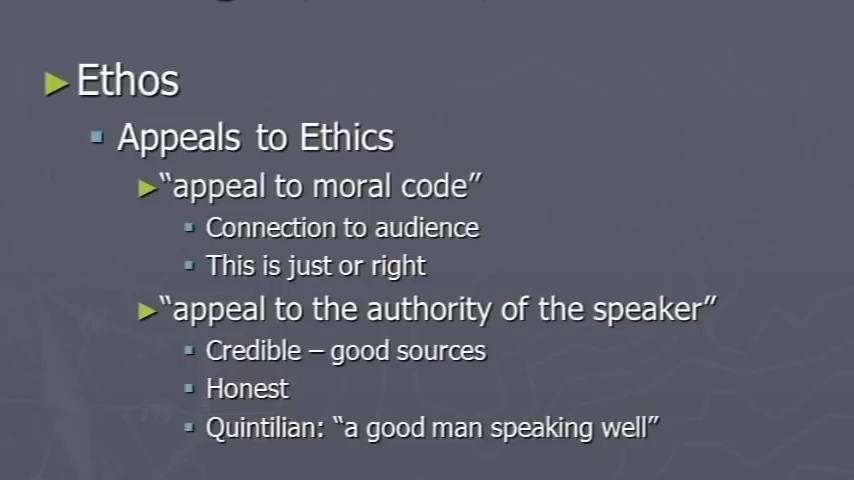 Ethos
Appeals to Ethics
“appeal to moral code”
Connection to audience
This is just or right
“appeal to the authority of the speaker”
Credible – good sources
Honest
Quintilian: “a good man speaking well”